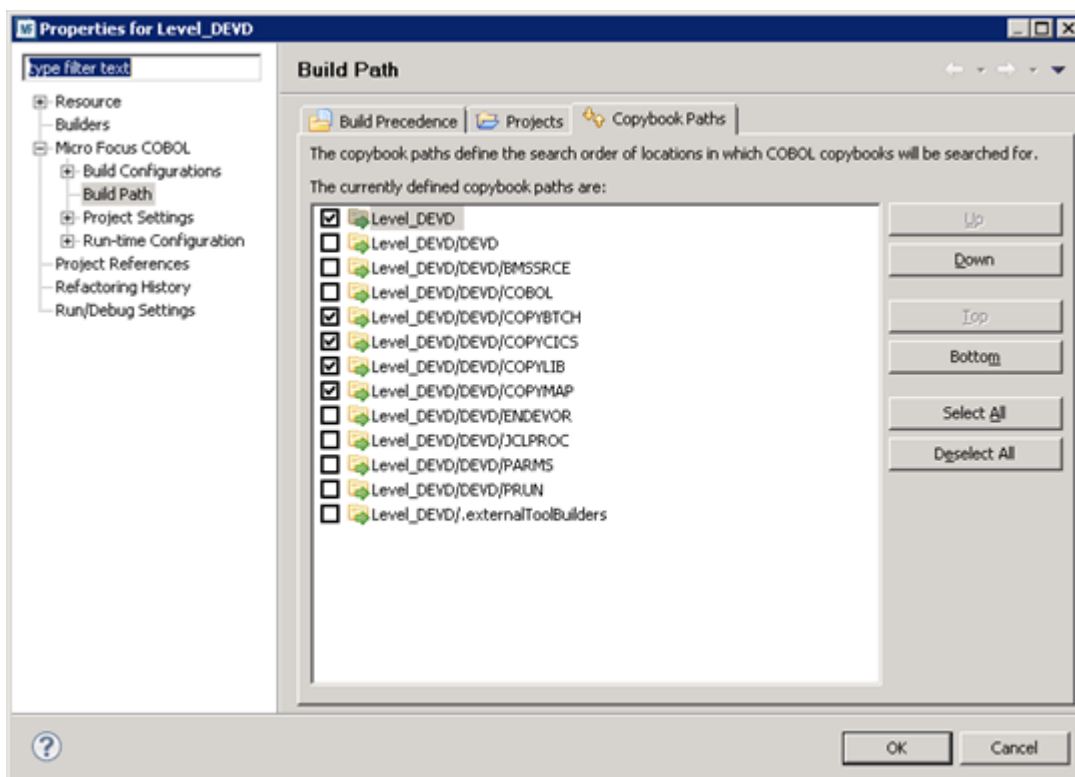 MF Properties for Level_DEVD
type filter text
Resource
Builders
Micro Focus COBOL
Build Configurations
Build Path
Project Settings
Run-time Configuration
Project References
Refactoring History
Run/Debug Settings
Build Path
Build Precedence Projects Copybook Paths
The copybook paths define the search order of locations in which COBOL copybooks will be searched for.
The currently defined copybook paths are:
Level_DEVD
Level_DEVD/DEVD
Level_DEVD/DEVD/BMSSRCE
Level_DEVD/DEVD/COBOL
Level_DEVD/DEVD/COPYBTCH
Level_DEVD/DEVD/COPYCICS
Level_DEVD/DEVD/COPYLIB
Level_DEVD/DEVD/COPYMAP
Level_DEVD/DEVD/ENDEVOR
Level_DEVD/DEVD/JCLPROC
Level_DEVD/DEVD/PARMS
Level_DEVD/DEVD/PRUN
Level_DEVD/.externalToolBuilders
Up
Down
Top
Bottom
Select All
Deselect All
?
OK Cancel